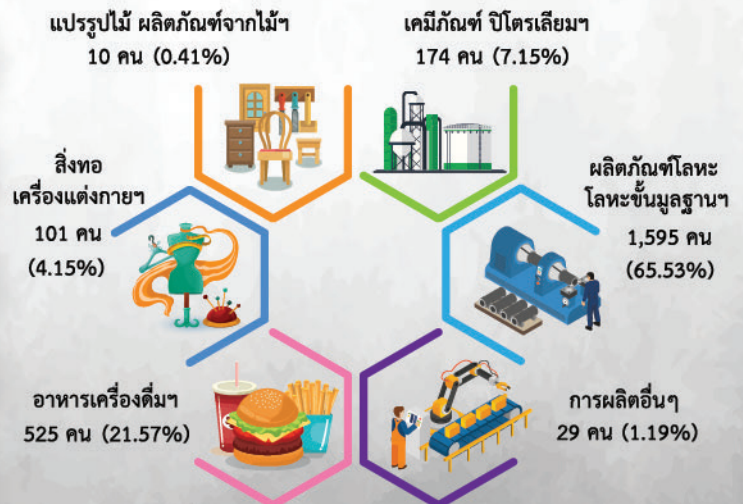 แปรรูปไม้ ผลิตภัณฑ์จากไม้ฯ
10 คน (0.41%)
เคมีภัณฑ์ ปิโตรเลียมฯ
174 คน (7.15%)
สิ่งทอ
เครื่องแต่งกายฯ
101 คน
(4.15%)
ผลิตภัณฑ์โลหะ
โลหะขั้นมูลฐานฯ
1,595 คน
(65.53%)
อาหารเครื่องดื่มฯ
525 คน (21.57%)
การผลิตอื่นๆ
29 คน (1.19%)